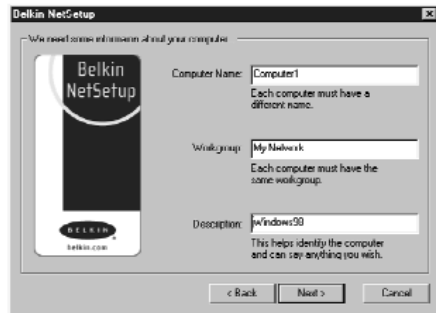 Belkin NetSetup
We need some informaion about your computer
Belkin
NetSetup
Computer Name: Computer1
Each computer must have a
different name.
Workgroup: My Network
Each computer must have the
same workgroup.
Description: Windows98
This helps identify the computer
and can say anything you wish.
BELKIN
belkin.com
< Back
Next >
Cancel